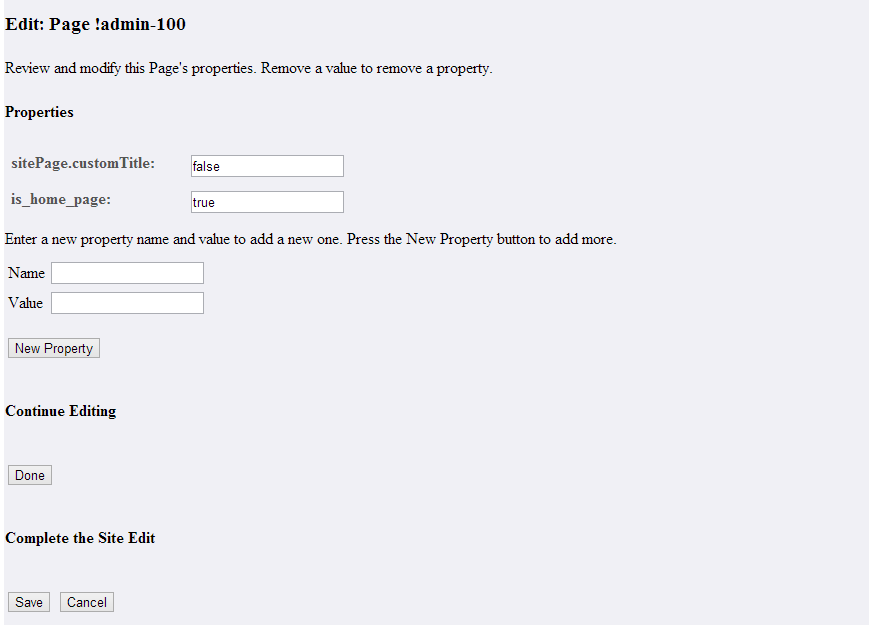 Edit: Page !admin-100
Review and modify this Page's properties. Remove a value to remove a property.
Properties
sitePage.customTitle: false
is_home_page: true
Enter a new property name and value to add a new one. Press the New Property button to add more.
Name
Value
New Property
Continue Editing
Done
Complete the Site Edit
Save Cancel